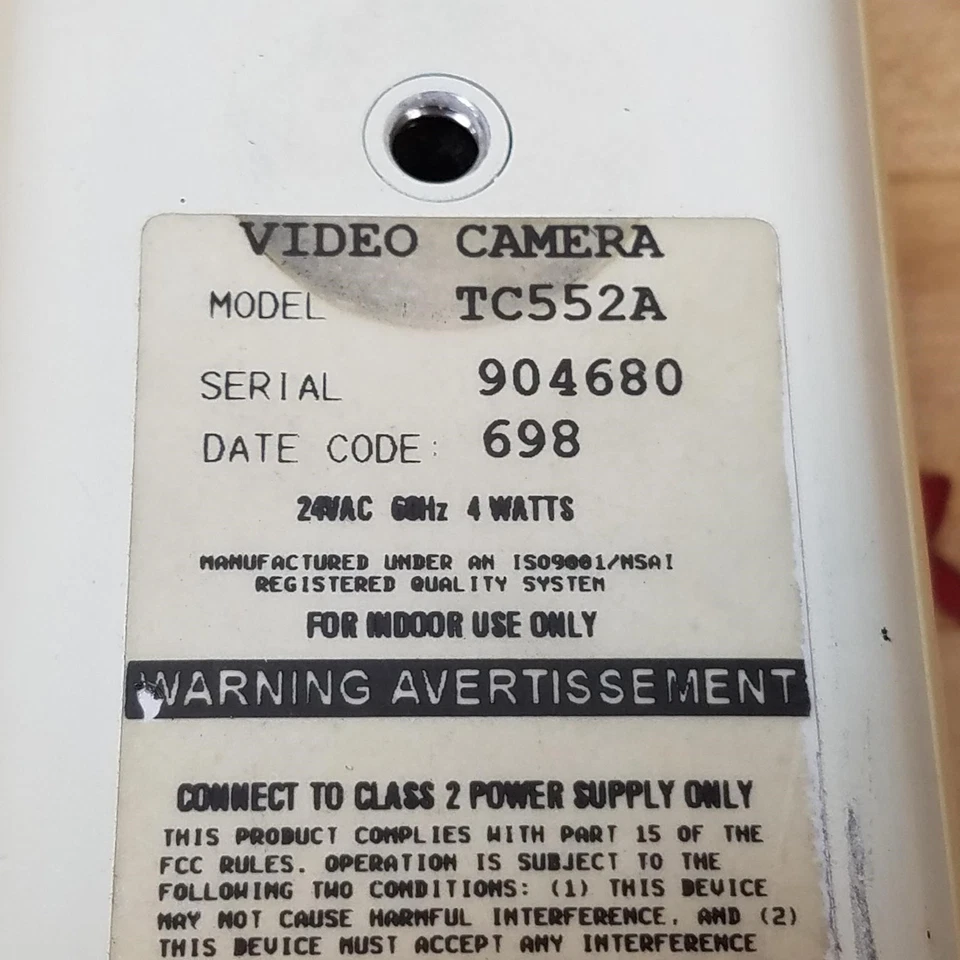 VIDEO CAMERA
MODEL TC552A
SERIAL 904680
DATE CODE: 698
24VAC 60Hz 4 WATTS
MANUFACTURED UNDER AN ISO9001/NSAI
REGISTERED QUALITY SYSTEM
FOR INDOOR USE ONLY
WARNING AVERTISSEMENT
CONNECT TO CLASS 2 POWER SUPPLY ONLY
THIS PRODUCT COMPLIES WITH PART 15 OF THE
FCC RULES. OPERATION IS SUBJECT TO THE
FOLLOWING TWO CONDITIONS: (1) THIS DEVICE
MAY NOT CAUSE HARMFUL INTERFERENCE, AND (2)
THIS DEVICE MUST ACCEPT ANY INTERFERENCE